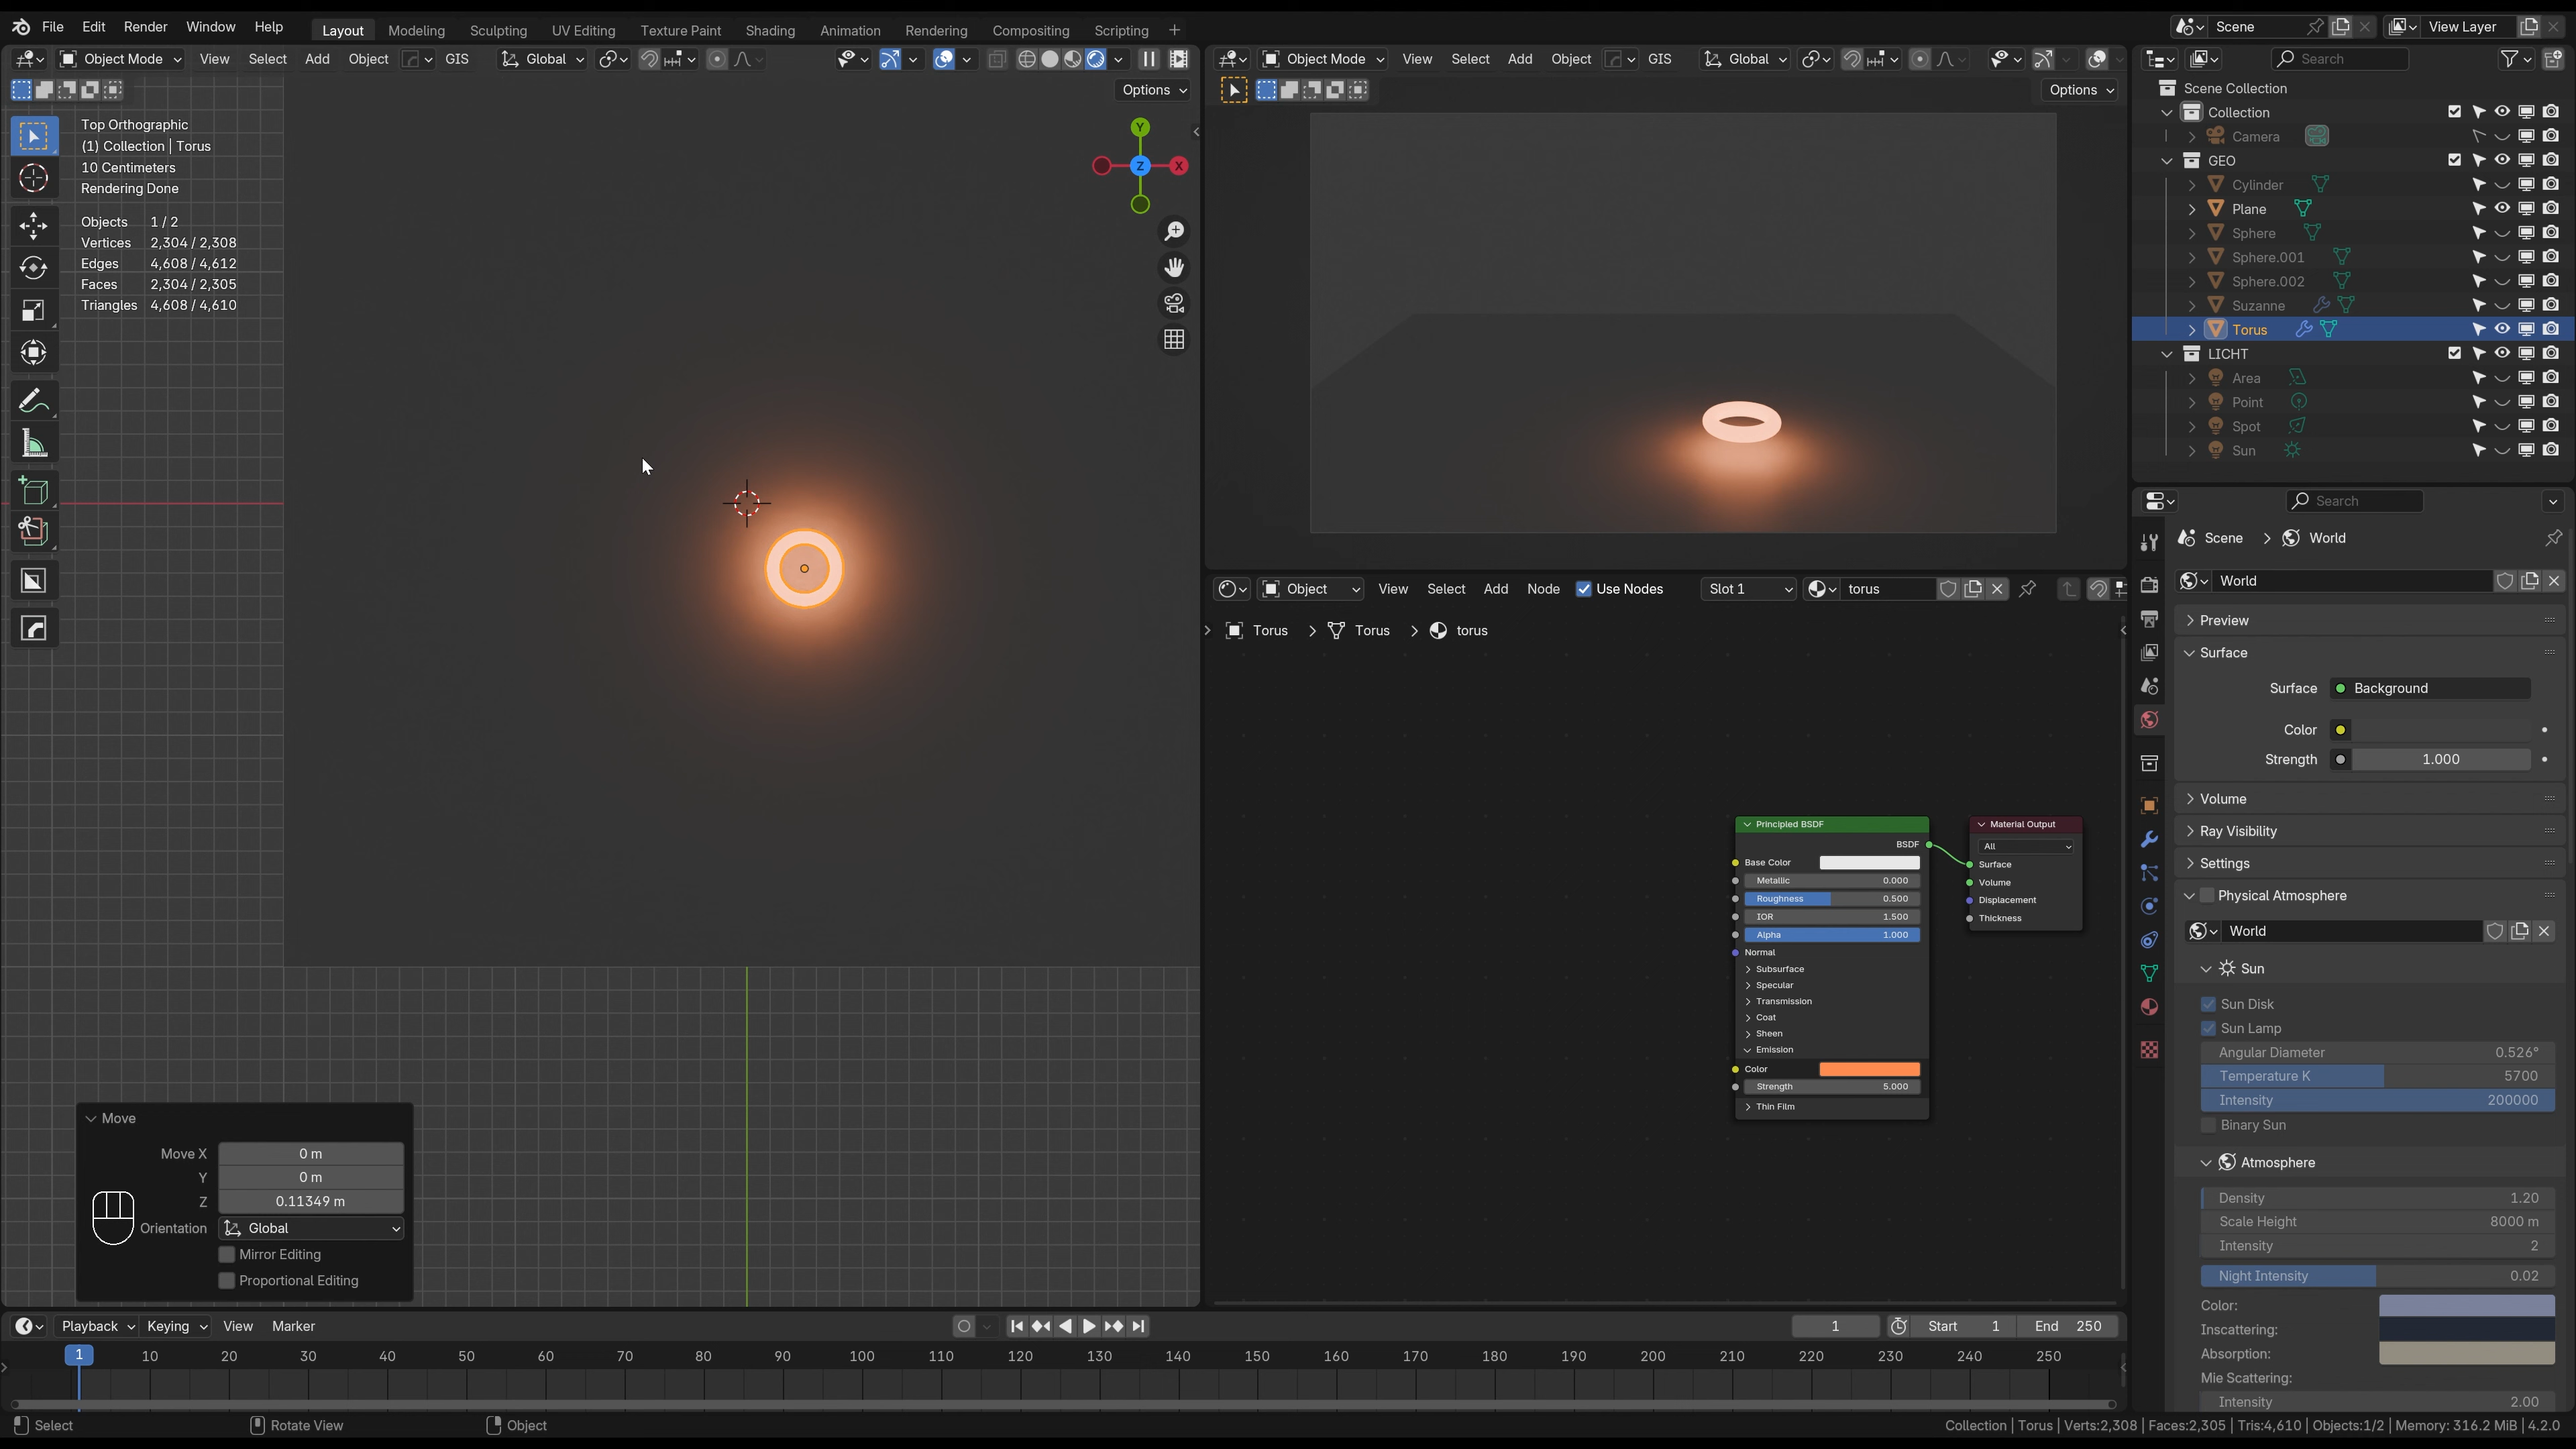 File Edit Render Window Help Layout Modeling Sculpting UV Editing Texture Paint Shading Animation Rendering Compositing Scripting + Scene View Layer
Object Mode View Select Add Object GIS Global
Options
Top Orthographic
(1) Collection | Torus
10 Centimeters
Rendering Done
Objects 1 / 2
Vertices 2,304 / 2,308
Edges 4,608 / 4,612
Faces 2,304 / 2,305
Triangles 4,608 / 4,610
Y
Z
X
Move
Move X 0 m
Y 0 m
Z 0.11349 m
Orientation Global
Mirror Editing
Proportional Editing
Object Mode View Select Add Object GIS Global
Options
Object View Select Add Node Use Nodes Slot 1 torus
Torus > Torus > torus
Principled BSDF
BSDF
Base Color
Metallic 0.000
Roughness 0.500
IOR 1.500
Alpha 1.000
Normal
Subsurface
Specular
Transmission
Coat
Sheen
Emission
Color
Strength 5.000
Thin Film
Material Output
All
Surface
Volume
Displacement
Thickness
Search
Scene Collection
Collection
Camera
GEO
Cylinder
Plane
Sphere
Sphere.001
Sphere.002
Suzanne
Torus
LICHT
Area
Point
Spot
Sun
Search
Scene > World
World
Preview
Surface
Surface Background
Color
Strength 1.000
Volume
Ray Visibility
Settings
Physical Atmosphere
World
Sun
Sun Disk
Sun Lamp
Angular Diameter 0.526°
Temperature K 5700
Intensity 200000
Binary Sun
Atmosphere
Density 1.20
Scale Height 8000 m
Intensity 2
Night Intensity 0.02
Color:
Inscattering:
Absorption:
Mie Scattering:
Intensity 2.00
Playback Keying View Marker 1 Start 1 End 250
1 10 20 30 40 50 60 70 80 90 100 110 120 130 140 150 160 170 180 190 200 210 220 230 240 250
Select Rotate View Object Collection | Torus | Verts:2,308 | Faces:2,305 | Tris:4,610 | Objects:1/2 | Memory: 316.2 MiB | 4.2.0